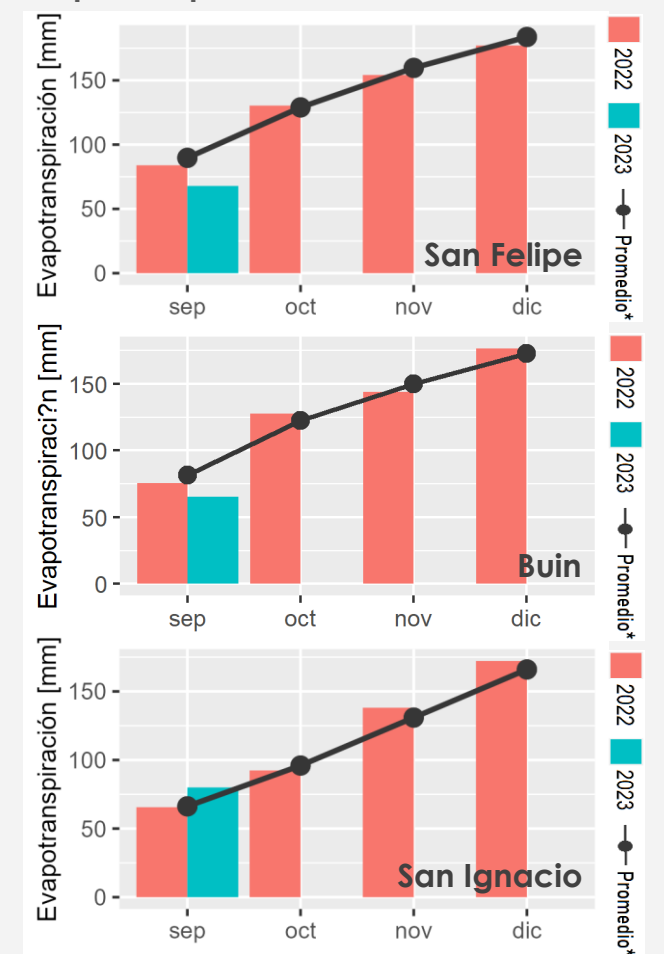 Evapotranspiración [mm]
150
100
50
0
San Felipe
sep oct nov dic
2022 2023 Promedio*
Evapotranspiraci?n [mm]
150
100
50
0
Buin
sep oct nov dic
2022 2023 Promedio*
Evapotranspiración [mm]
150
100
50
0
San Ignacio
sep oct nov dic
2022 2023 Promedio*